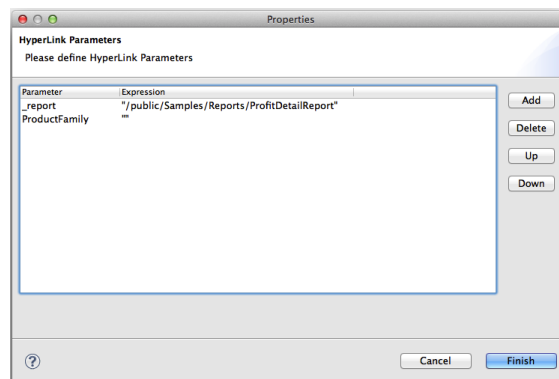 Properties
HyperLink Parameters
Please define HyperLink Parameters
Parameter Expression
_report "/public/Samples/Reports/ProfitDetailReport"
ProductFamily ""
Add
Delete
Up
Down
?
Cancel Finish